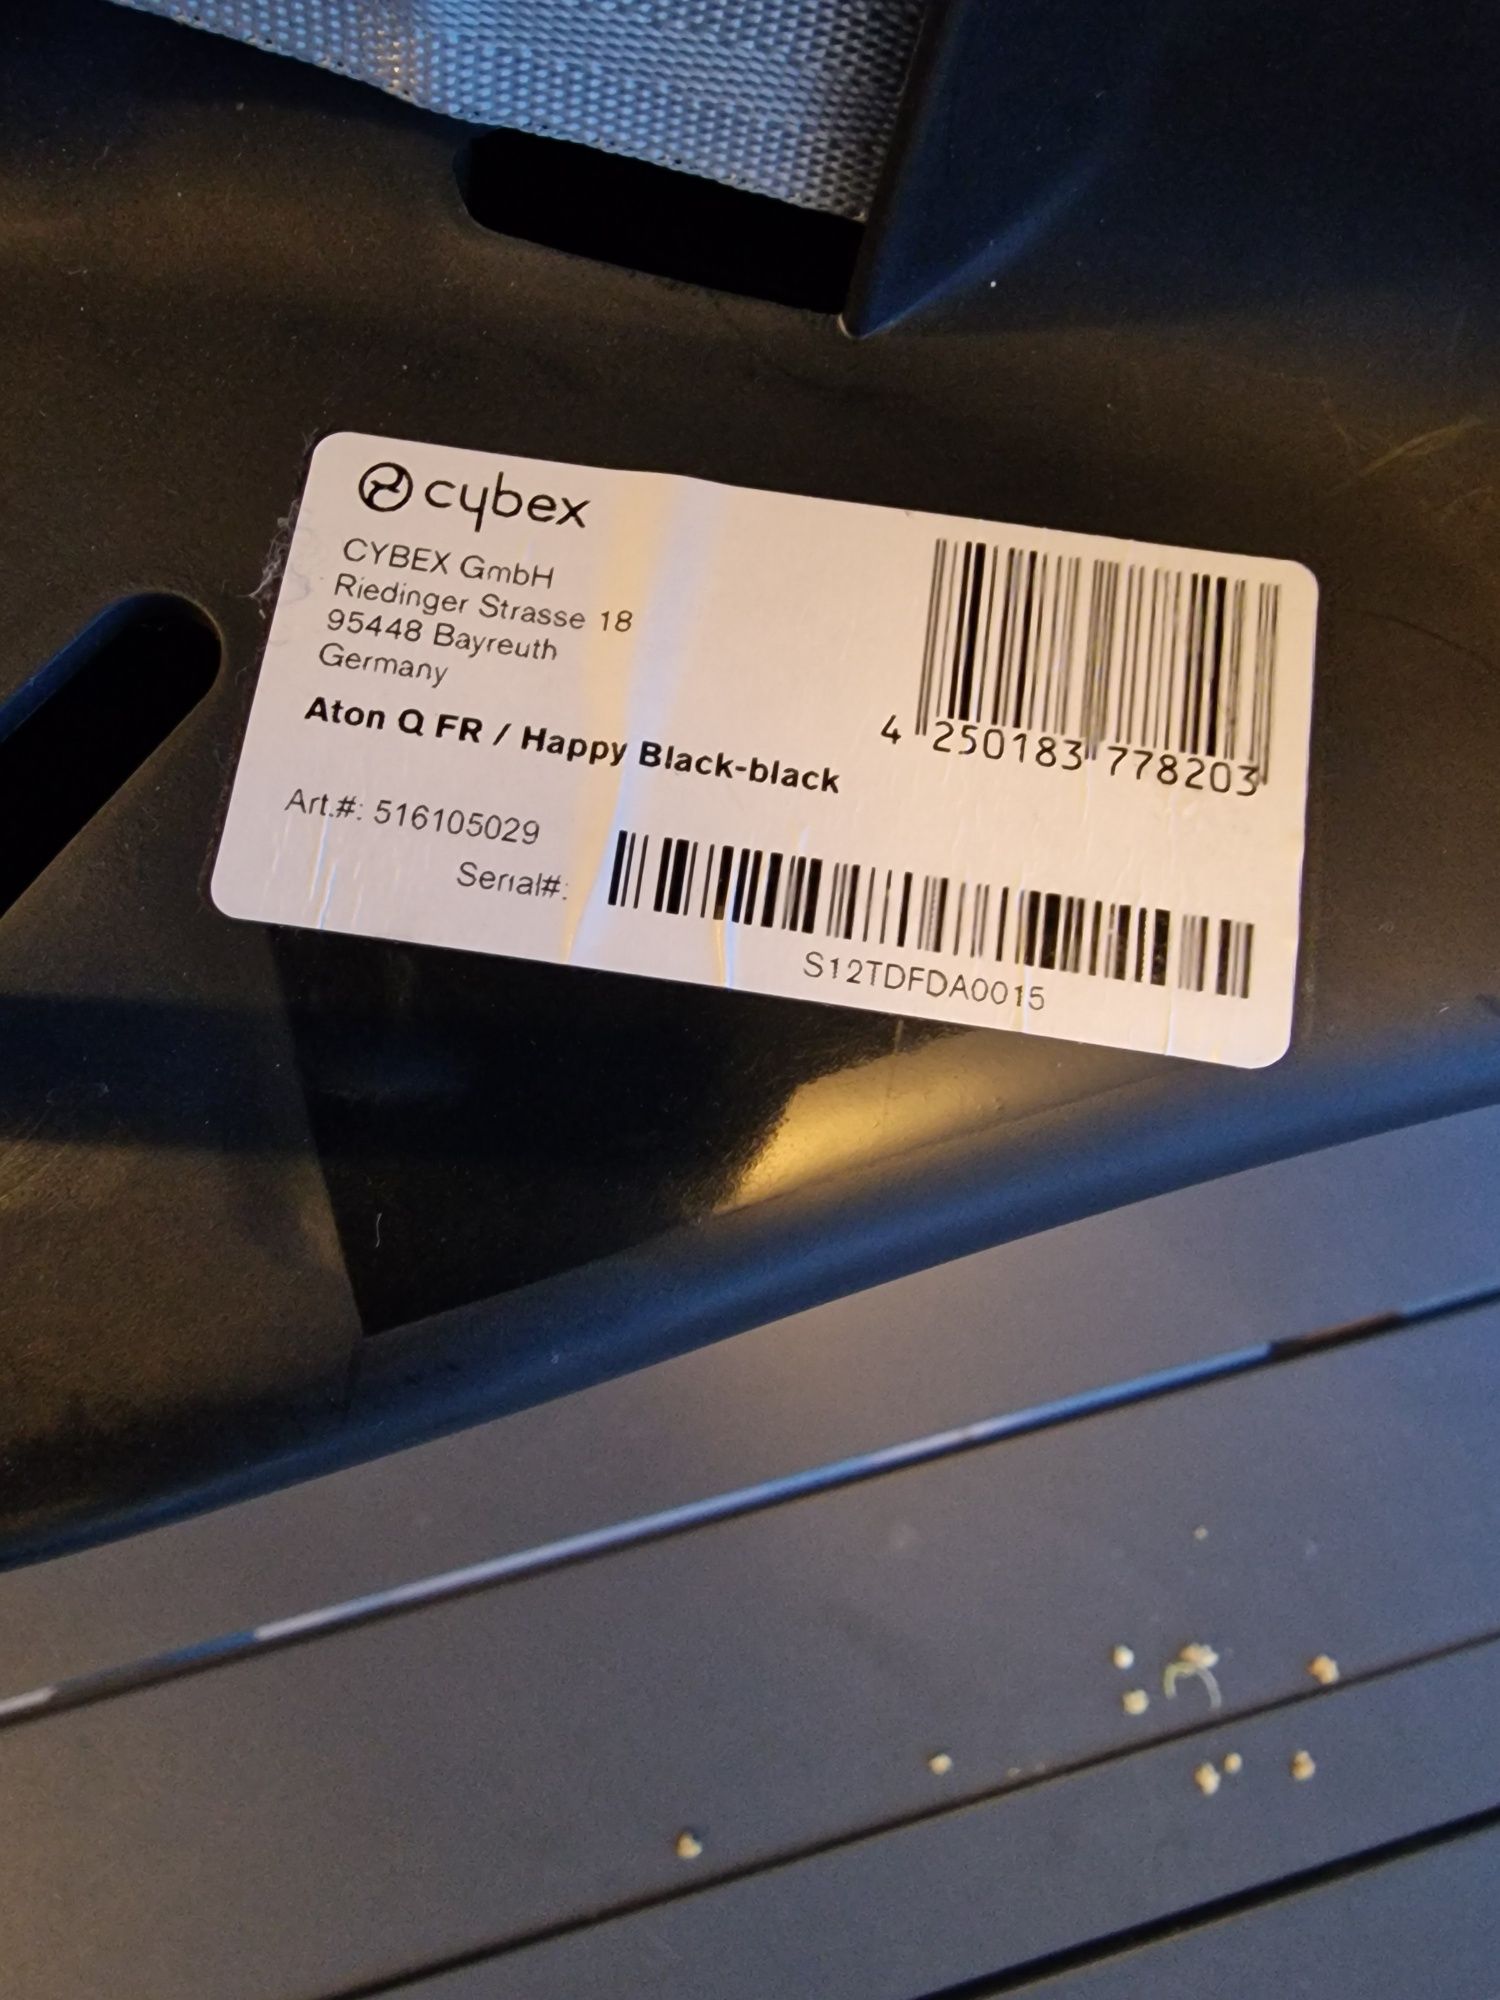 cybex
CYBEX GmbH
Riedinger Strasse 18
95448 Bayreuth
Germany
Aton Q FR / Happy Black-black
4 250183 778203
Art.#: 516105029
Serial#:
S12TDFDA0015